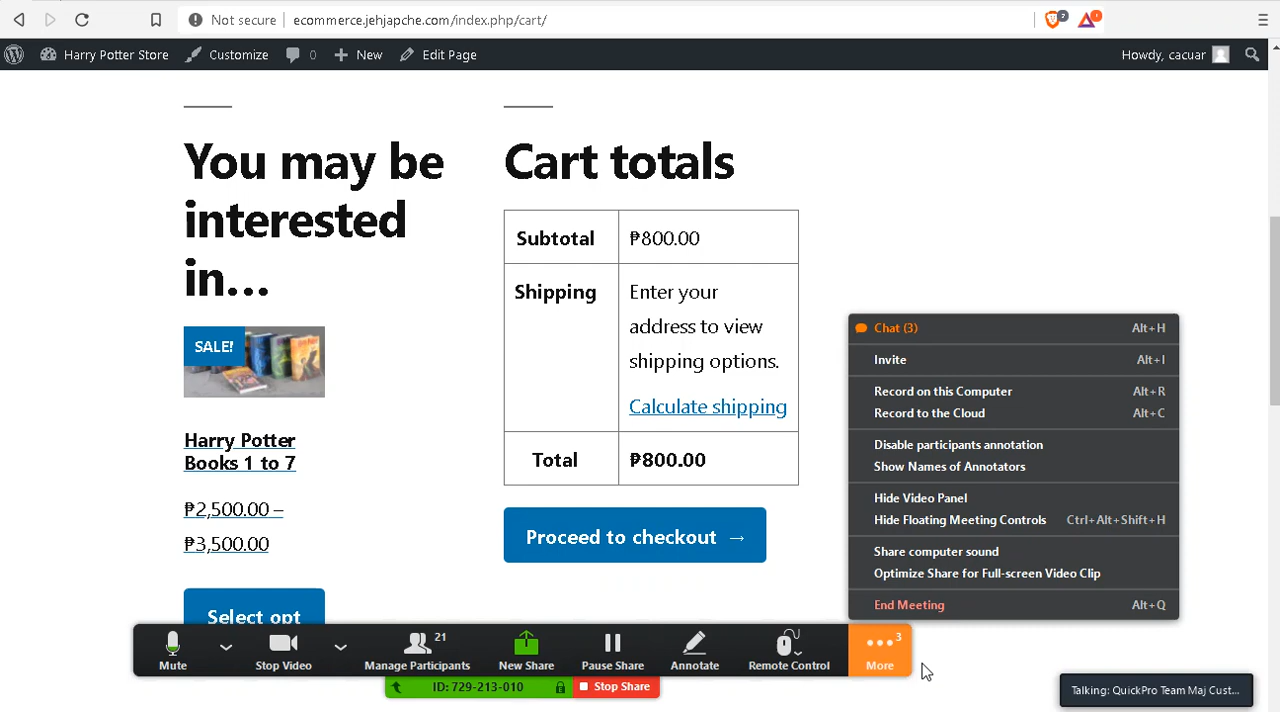 Not secure ecommerce.jehjapche.com/index.php/cart/ 2 1
Harry Potter Store Customize 0 New Edit Page Howdy, cacuar
You may be
interested
in...
SALE!
Harry Potter
Books 1 to 7
₱2,500.00 –
₱3,500.00
Select opt
Cart totals
Subtotal ₱800.00
Shipping Enter your
address to view
shipping options.
Calculate shipping
Total ₱800.00
Proceed to checkout →
Chat (3) Alt+H
Invite Alt+I
Record on this Computer Alt+R
Record to the Cloud Alt+C
Disable participants annotation
Show Names of Annotators
Hide Video Panel
Hide Floating Meeting Controls Ctrl+Alt+Shift+H
Share computer sound
Optimize Share for Full-screen Video Clip
End Meeting Alt+Q
21 3
Mute Stop Video Manage Participants New Share Pause Share Annotate Remote Control More
ID: 729-213-010 Stop Share
Talking: QuickPro Team Maj Cust...